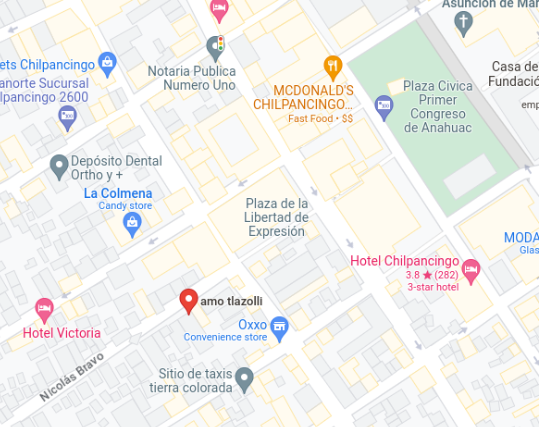 Asunción de Mar
ets Chilpancingo
Notaria Publica
Numero Uno
Casa de
Fundació
anorte Sucursal
lpancingo 2600
MCDONALD'S
CHILPANCINGO...
Fast Food • $$
Plaza Civica
Primer
Congreso
de Anahuac
emp
Depósito Dental
Ortho y +
La Colmena
Candy store
Plaza de la
Libertad de
Expresión
MODA
Glas
Hotel Chilpancingo
3.8 ★ (282)
3-star hotel
amo tlazolli
Hotel Victoria
Oxxo
Convenience store
Nicolás Bravo
Sitio de taxis
tierra colorada